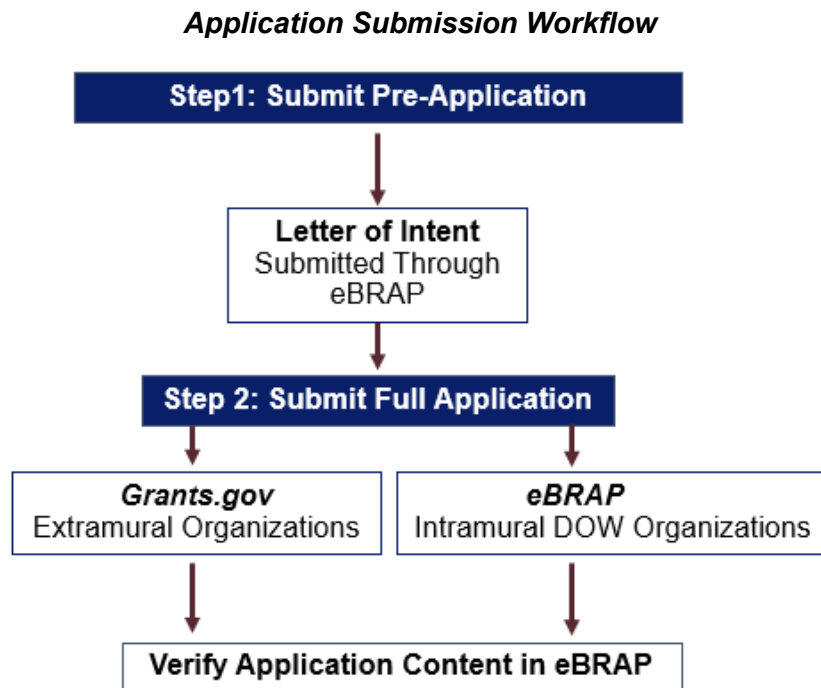 Application Submission Workflow
Step1: Submit Pre-Application
Letter of Intent
Submitted Through
eBRAP
Step 2: Submit Full Application
Grants.gov
Extramural Organizations
eBRAP
Intramural DOW Organizations
Verify Application Content in eBRAP